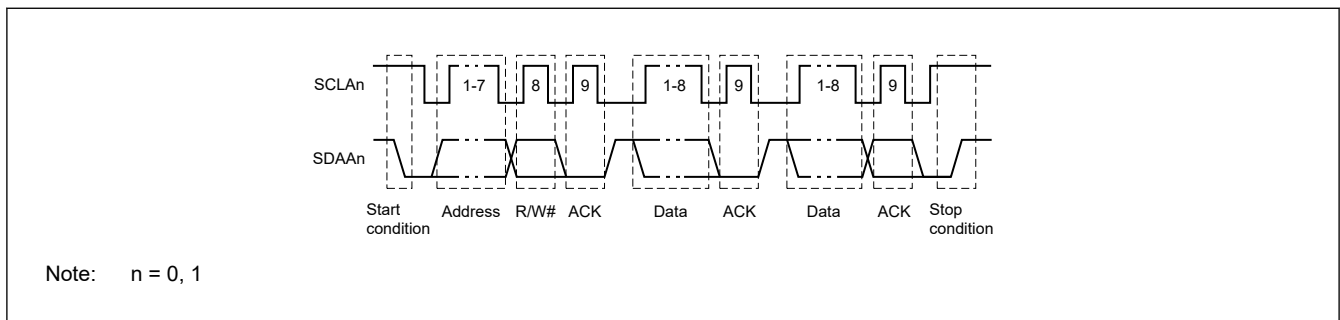 SCLAn 1-7 8 9 1-8 9 1-8 9
SDAAn
Start condition Address R/W# ACK Data ACK Data ACK Stop condition
Note: n = 0, 1